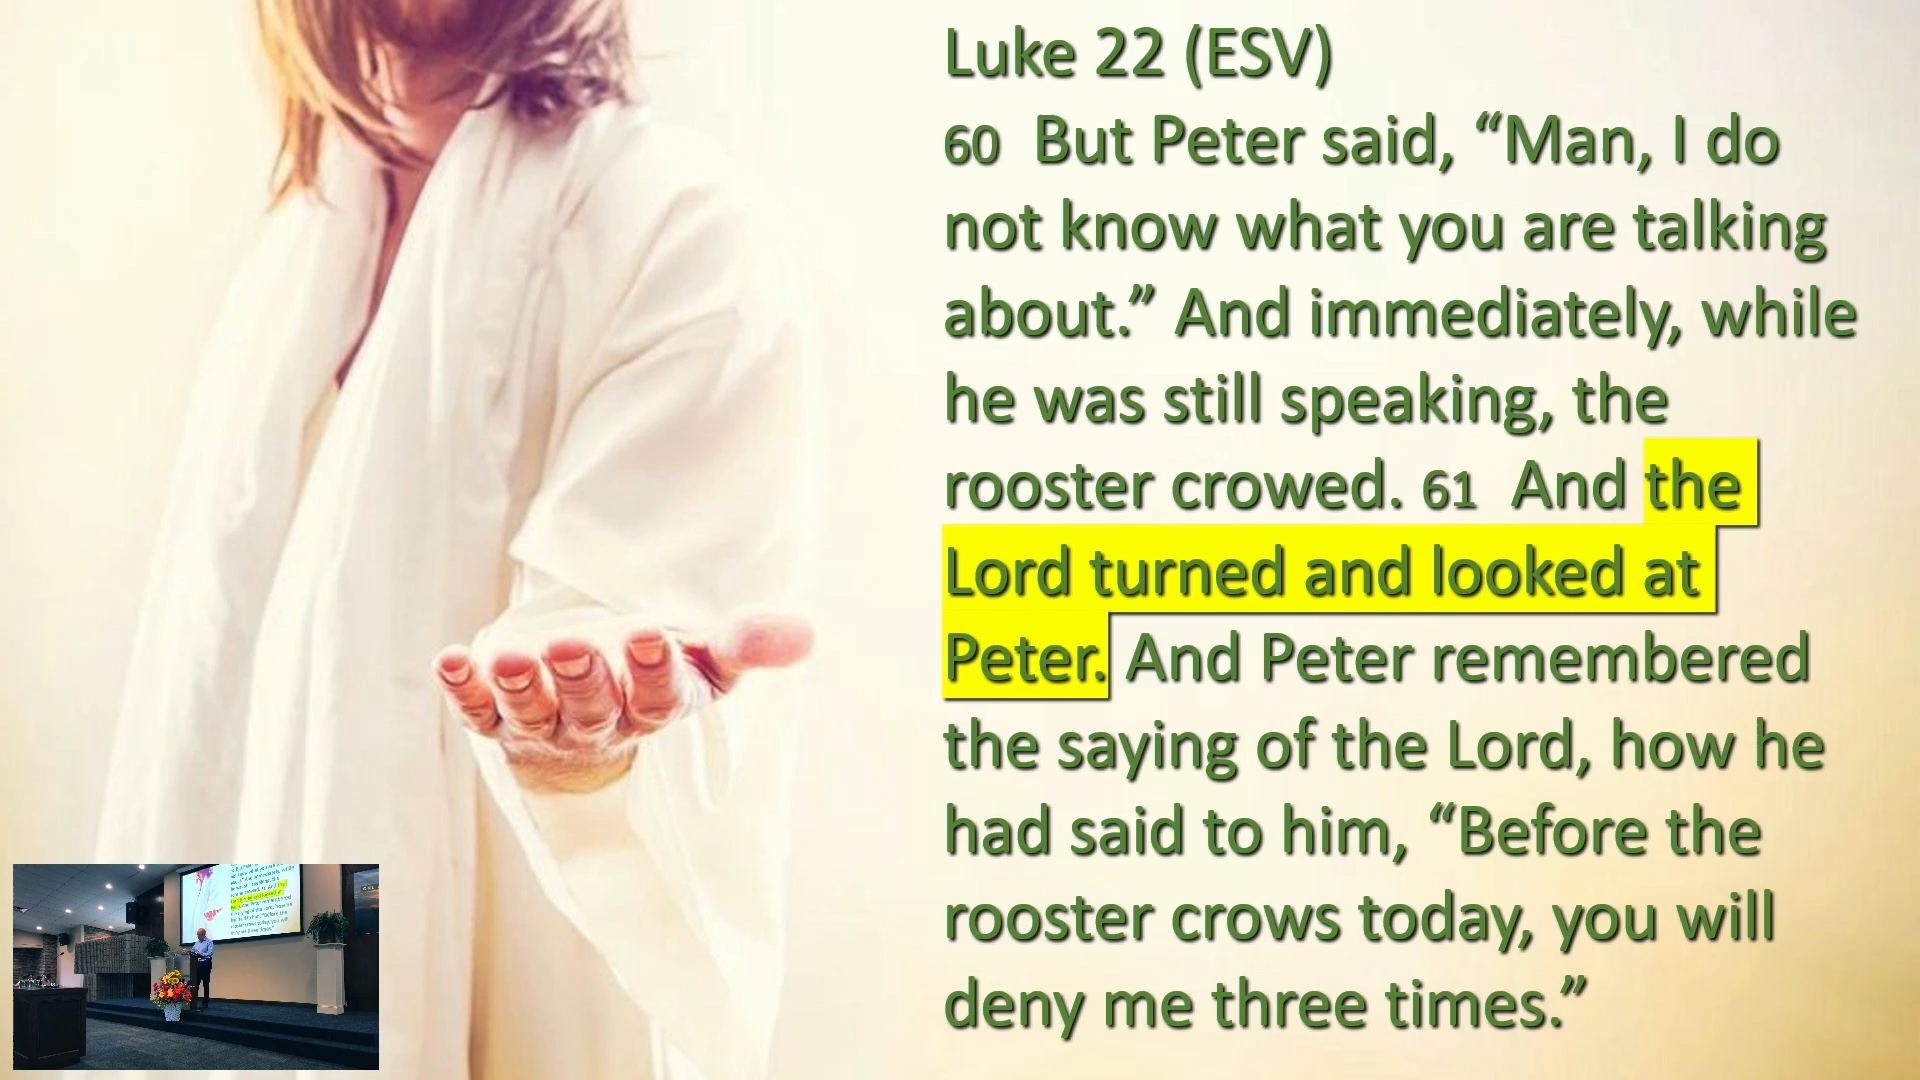 Luke 22 (ESV)
60 But Peter said, “Man, I do
not know what you are talking
about.” And immediately, while
he was still speaking, the
rooster crowed. 61 And the
Lord turned and looked at
Peter. And Peter remembered
the saying of the Lord, how he
had said to him, “Before the
rooster crows today, you will
deny me three times.”